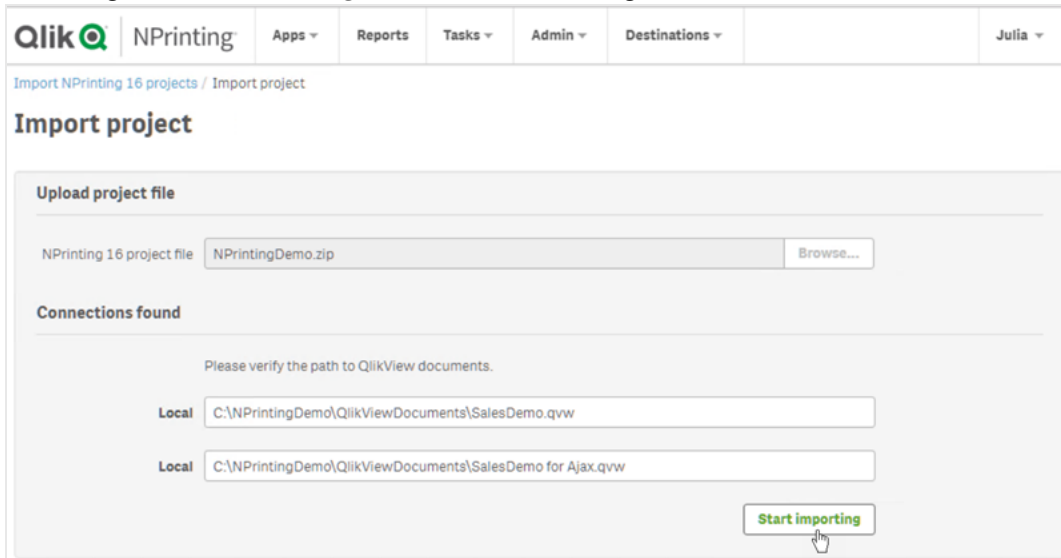 Qlik NPrinting Apps Reports Tasks Admin Destinations Julia
Import NPrinting 16 projects / Import project
Import project
Upload project file
NPrinting 16 project file NPrintingDemo.zip Browse...
Connections found
Please verify the path to QlikView documents.
Local C:\NPrintingDemo\QlikViewDocuments\SalesDemo.qvw
Local C:\NPrintingDemo\QlikViewDocuments\SalesDemo for Ajax.qvw
Start importing